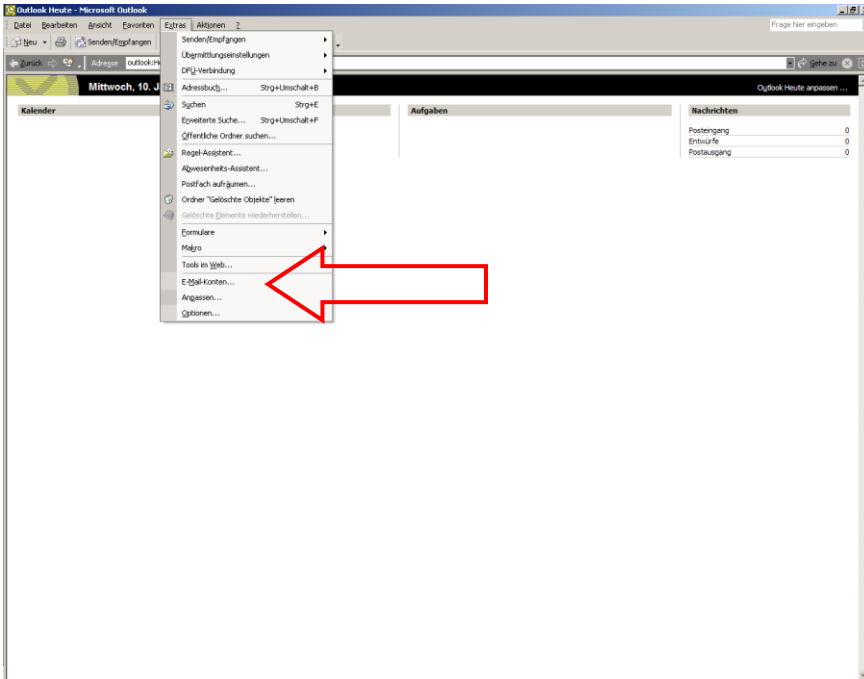 Outlook Heute - Microsoft Outlook
Datei Bearbeiten Ansicht Favoriten Extras Aktionen ?
Frage hier eingeben
Neu Senden/Empfangen
Zurück Adresse outlook:H
Gehe zu
Mittwoch, 10. J
Outlook Heute anpassen ...
Kalender
Aufgaben
Nachrichten
Posteingang 0
Entwürfe 0
Postausgang 0
Senden/Empfangen
Übermittlungseinstellungen
DFÜ-Verbindung
Adressbuch... Strg+Umschalt+B
Suchen Strg+E
Erweiterte Suche... Strg+Umschalt+F
Öffentliche Ordner suchen...
Regel-Assistent...
Abwesenheits-Assistent...
Postfach aufräumen...
Ordner "Gelöschte Objekte" leeren
Gelöschte Elemente wiederherstellen...
Formulare
Makro
Tools im Web...
E-Mail-Konten...
Anpassen...
Optionen...